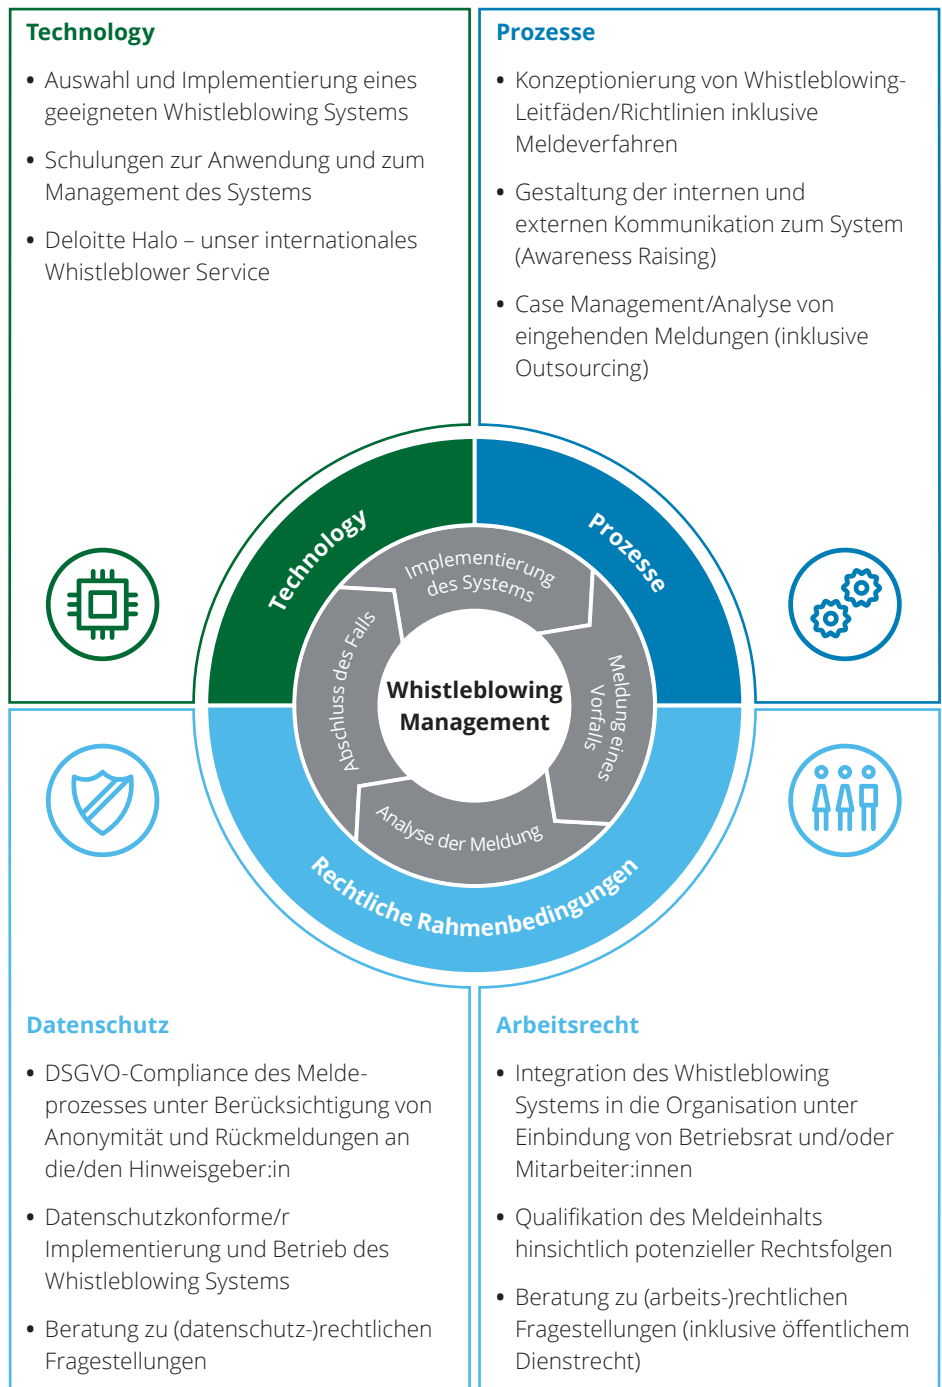 Technology
• Auswahl und Implementierung eines
geeigneten Whistleblowing Systems
• Schulungen zur Anwendung und zum
Management des Systems
• Deloitte Halo – unser internationales
Whistleblower Service
Prozesse
• Konzeptionierung von Whistleblowing-
Leitfäden/Richtlinien inklusive
Meldeverfahren
• Gestaltung der internen und
externen Kommunikation zum System
(Awareness Raising)
• Case Management/Analyse von
eingehenden Meldungen (inklusive
Outsourcing)
Technology
Prozesse
Rechtliche Rahmenbedingungen
Implementierung
des Systems
Meldung eines
Vorfalls
Analyse der Meldung
Abschluss des Falls
Whistleblowing
Management
Datenschutz
• DSGVO-Compliance des Melde-
prozesses unter Berücksichtigung von
Anonymität und Rückmeldungen an
die/den Hinweisgeber:in
• Datenschutzkonforme/r
Implementierung und Betrieb des
Whistleblowing Systems
• Beratung zu (datenschutz-)rechtlichen
Fragestellungen
Arbeitsrecht
• Integration des Whistleblowing
Systems in die Organisation unter
Einbindung von Betriebsrat und/oder
Mitarbeiter:innen
• Qualifikation des Meldeinhalts
hinsichtlich potenzieller Rechtsfolgen
• Beratung zu (arbeits-)rechtlichen
Fragestellungen (inklusive öffentlichem
Dienstrecht)